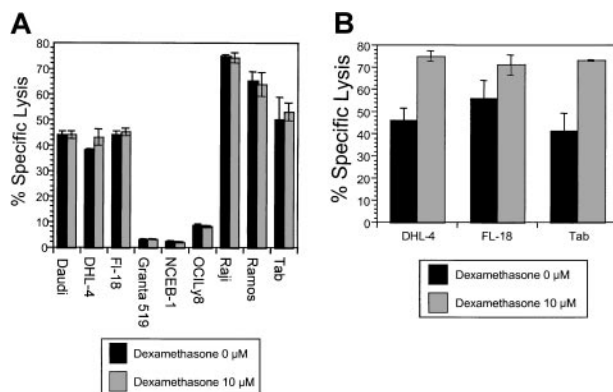 A
% Specific Lysis
80
70
60
50
40
30
20
10
0
Daudi
DHL-4
Fl-18
Granta 519
NCEB-1
OCILy8
Raji
Ramos
Tab
Dexamethasone 0 µM
Dexamethasone 10 µM
B
% Specific Lysis
80
70
60
50
40
30
20
10
0
DHL-4
FL-18
Tab
Dexamethasone 0 µM
Dexamethasone 10 µM